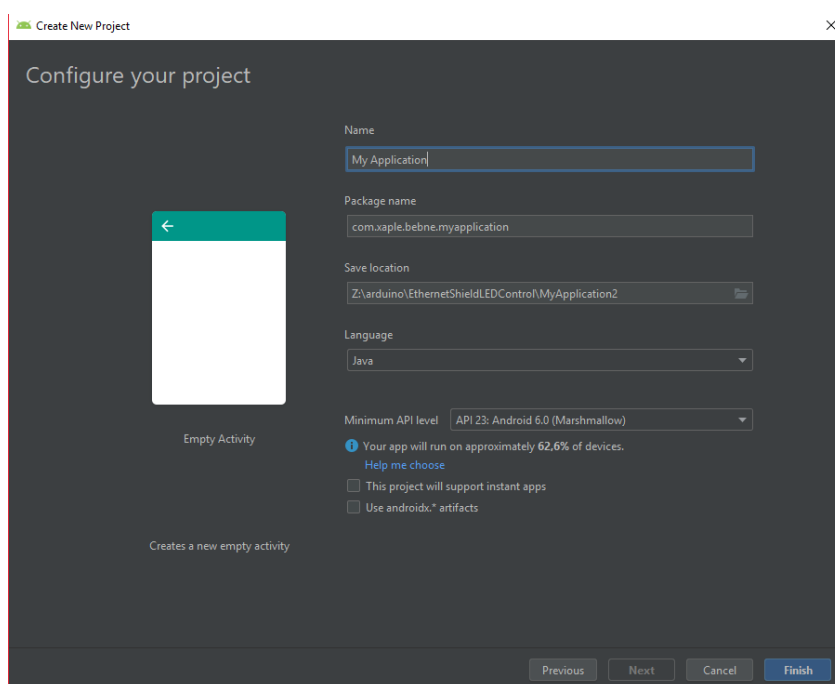 Create New Project
Configure your project
Name
My Application
Package name
com.xaple.bebne.myapplication
Save location
Z:\arduino\EthernetShieldLEDControl\MyApplication2
Language
Java
Minimum API level API 23: Android 6.0 (Marshmallow)
Your app will run on approximately 62,6% of devices.
Help me choose
This project will support instant apps
Use androidx.* artifacts
Empty Activity
Creates a new empty activity
Previous Next Cancel Finish